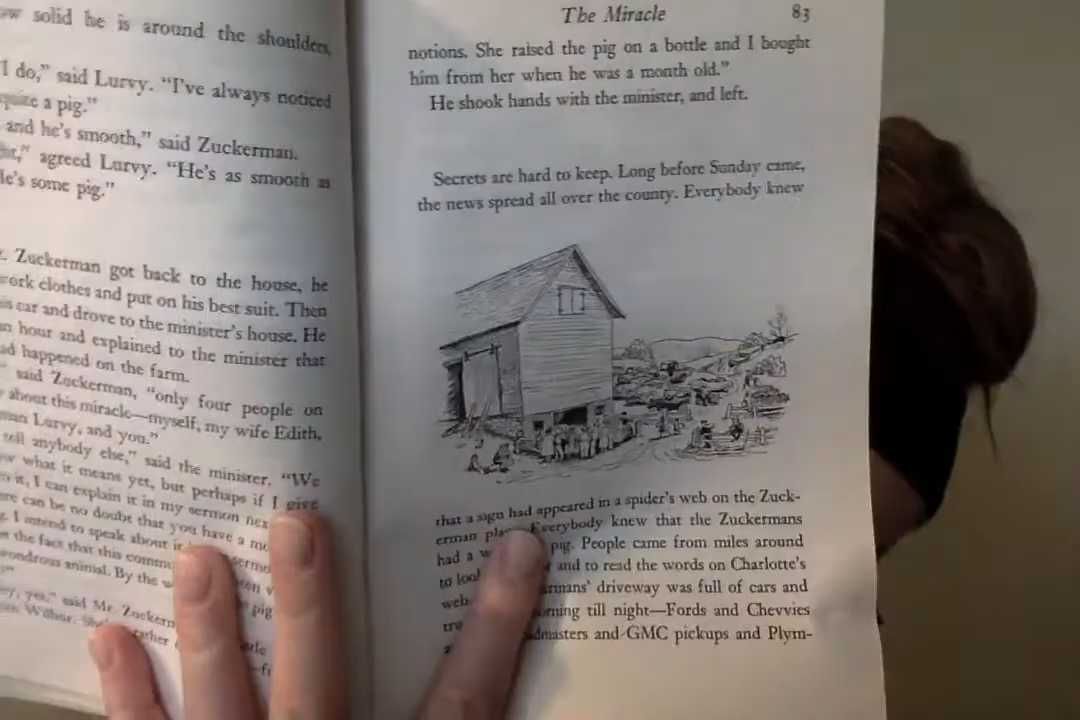 solid he is around the shoulders,
I do," said Lurvy. "I've always noticed
quite a pig."
and he's smooth," said Zuckerman.
agreed Lurvy. "He's as smooth as
He's some pig."
Zuckerman got back to the house, he
work clothes and put on his best suit. Then
his car and drove to the minister's house. He
an hour and explained to the minister that
had happened on the farm.
said Zuckerman, "only four people on
about this miracle—myself, my wife Edith,
man Lurvy, and you."
tell anybody else," said the minister. "We
what it means yet, but perhaps if I give
it, I can explain it in my sermon
can be no doubt that you have a
I intend to speak about it
the fact that this
wondrous animal. By the
pig
yes," said Mr.
Wilbur.
The Miracle 83
notions. She raised the pig on a bottle and I bought
him from her when he was a month old."
He shook hands with the minister, and left.
Secrets are hard to keep. Long before Sunday came,
the news spread all over the county. Everybody knew
that a sign had appeared in a spider's web on the Zuck-
erman Everybody knew that the Zuckermans
had a pig. People came from miles around
to and to read the words on Charlotte's
web. driveway was full of cars and
till night—Fords and Chevvies
and GMC pickups and Plym-